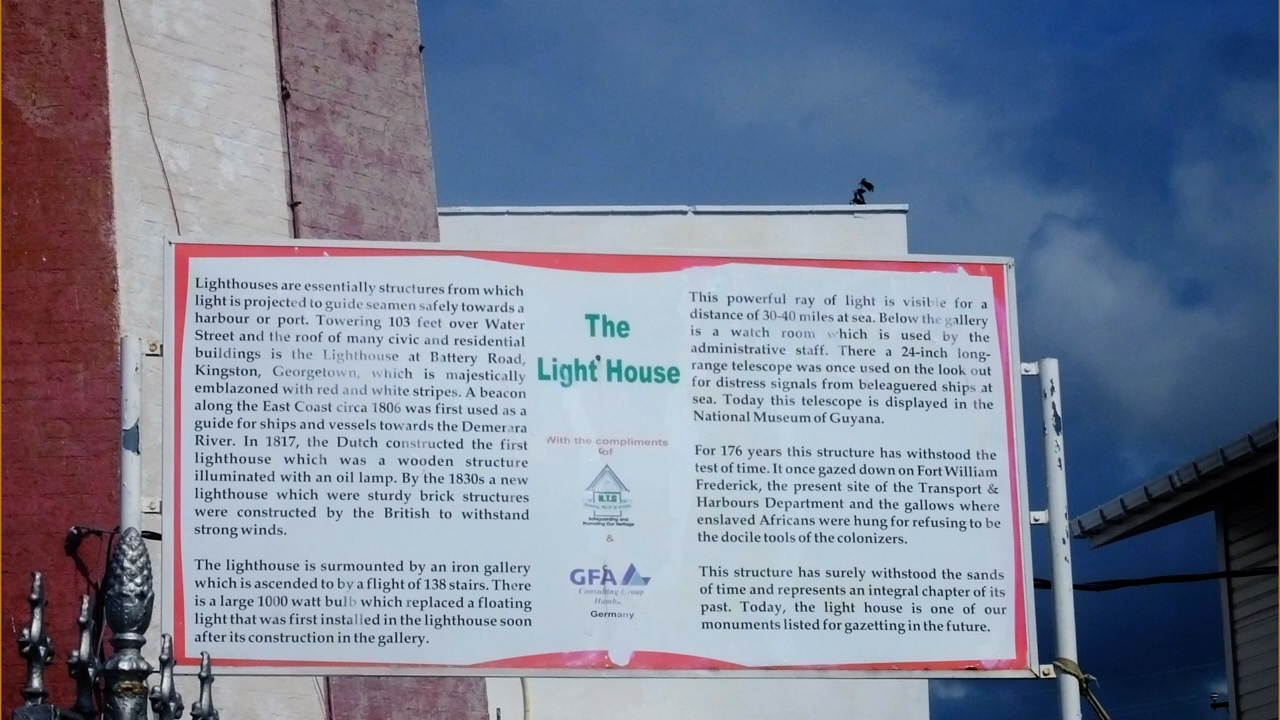 Lighthouses are essentially structures from which
light is projected to guide seamen safely towards a
harbour or port. Towering 103 feet over Water
Street and the roof of many civic and residential
buildings is the Lighthouse at Battery Road,
Kingston, Georgetown, which is majestically
emblazoned with red and white stripes. A beacon
along the East Coast circa 1806 was first used as a
guide for ships and vessels towards the Demerara
River. In 1817, the Dutch constructed the first
lighthouse which was a wooden structure
illuminated with an oil lamp. By the 1830s a new
lighthouse which were sturdy brick structures
were constructed by the British to withstand
strong winds.
The lighthouse is surmounted by an iron gallery
which is ascended to by a flight of 138 stairs. There
is a large 1000 watt bulb which replaced a floating
light that was first installed in the lighthouse soon
after its construction in the gallery.
The
Light House
With the compliments
of
N.T.G
Safeguarding and
Promoting Our Heritage
&
GFA
Consulting Group
Germany
This powerful ray of light is visible for a
distance of 30-40 miles at sea. Below the gallery
is a watch room which is used by the
administrative staff. There a 24-inch long-
range telescope was once used on the look out
for distress signals from beleaguered ships at
sea. Today this telescope is displayed in the
National Museum of Guyana.
For 176 years this structure has withstood the
test of time. It once gazed down on Fort William
Frederick, the present site of the Transport &
Harbours Department and the gallows where
enslaved Africans were hung for refusing to be
the docile tools of the colonizers.
This structure has surely withstood the sands
of time and represents an integral chapter of its
past. Today, the light house is one of our
monuments listed for gazetting in the future.